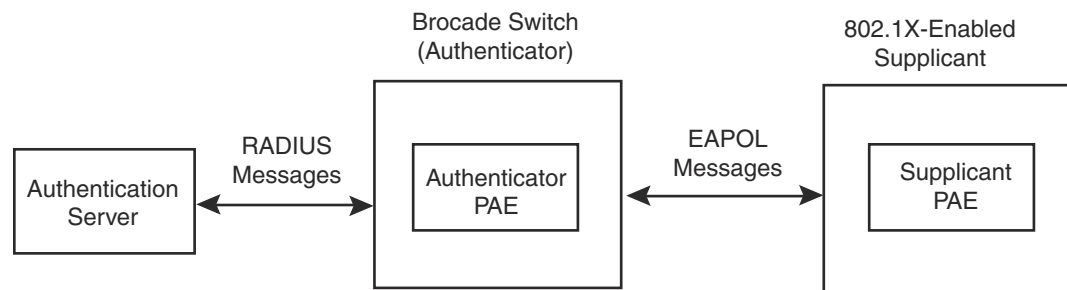 Brocade Switch
(Authenticator)
802.1X-Enabled
Supplicant
RADIUS
Messages
EAPOL
Messages
Authentication
Server
Authenticator
PAE
Supplicant
PAE